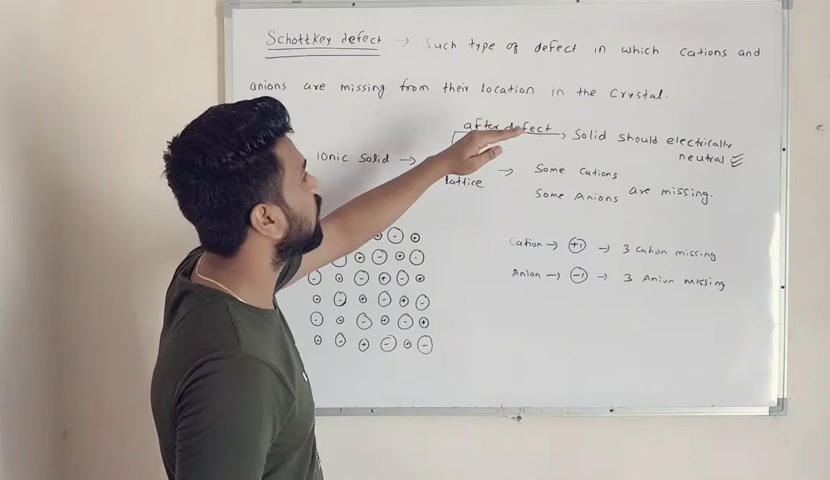 Schottkey defect → Such type of defect in which Cations and
anions are missing from their location in the Crystal.
after defect, Solid should electrically
neutral
Ionic Solid →
lattice → Some Cations
Some Anions are missing.
Cation → +1 → 3 Cation missing
Anion → -1 → 3 Anion missing